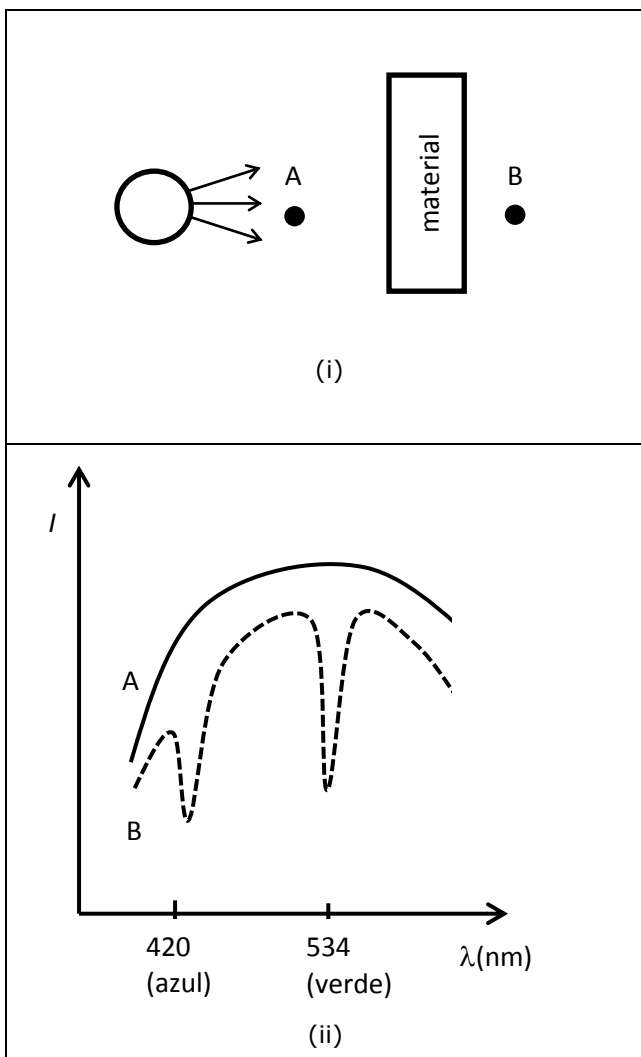 A
B
material
(i)
I
A
B
420
(azul)
534
(verde)
λ(nm)
(ii)